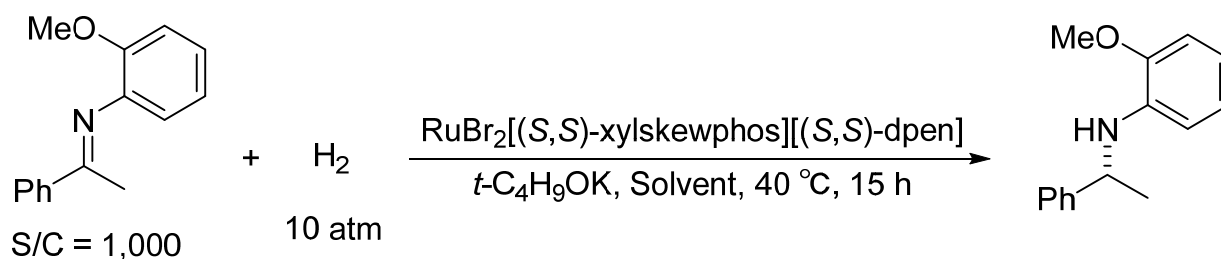 MeO
N
Ph
S/C = 1,000
+
H₂
10 atm
RuBr₂[(S,S)-xylskewphos][(S,S)-dpen]
t-C₄H₉OK, Solvent, 40 °C, 15 h
MeO
HN
Ph